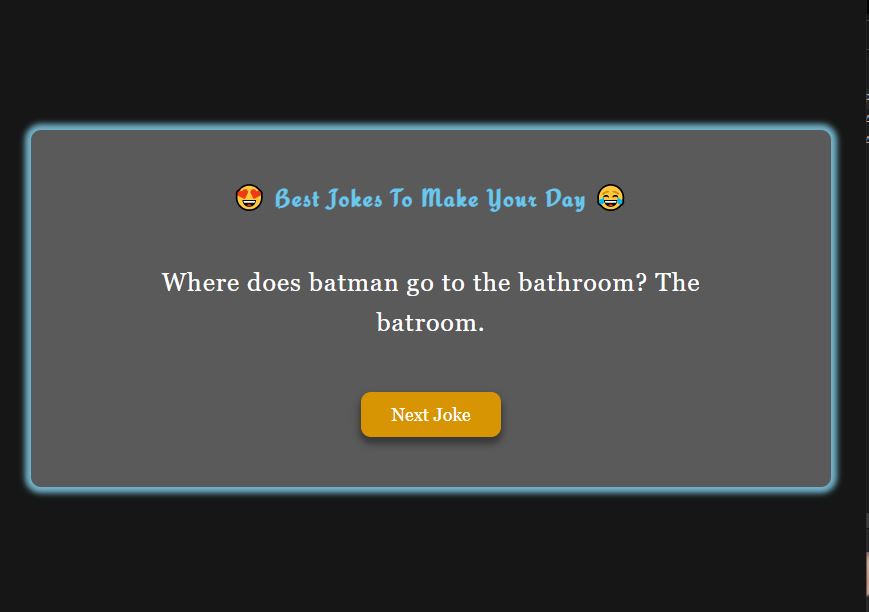 😍 Best Jokes To Make Your Day 😂
Where does batman go to the bathroom? The
batroom.
Next Joke